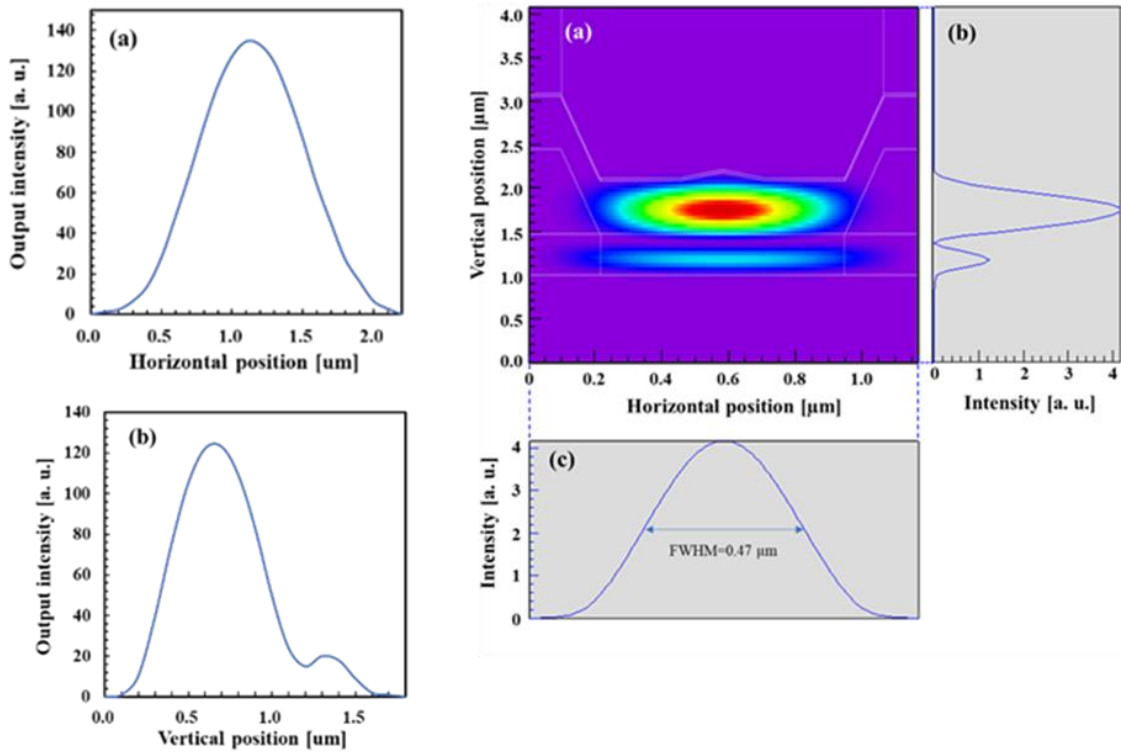 (a)
140
120
100
80
60
40
20
0
Output intensity [a. u.]
0.0 0.5 1.0 1.5 2.0
Horizontal position [um]
(b)
140
120
100
80
60
40
20
0
Output intensity [a. u.]
0.0 0.5 1.0 1.5
Vertical position [um]
(a)
4.0
3.5
3.0
2.5
2.0
1.5
1.0
0.5
0.0
Vertical position [μm]
0 0.2 0.4 0.6 0.8 1.0
Horizontal position [μm]
(b)
0 1 2 3 4
Intensity [a. u.]
(c)
4
3
2
1
0
Intensity [a. u.]
FWHM=0.47 μm